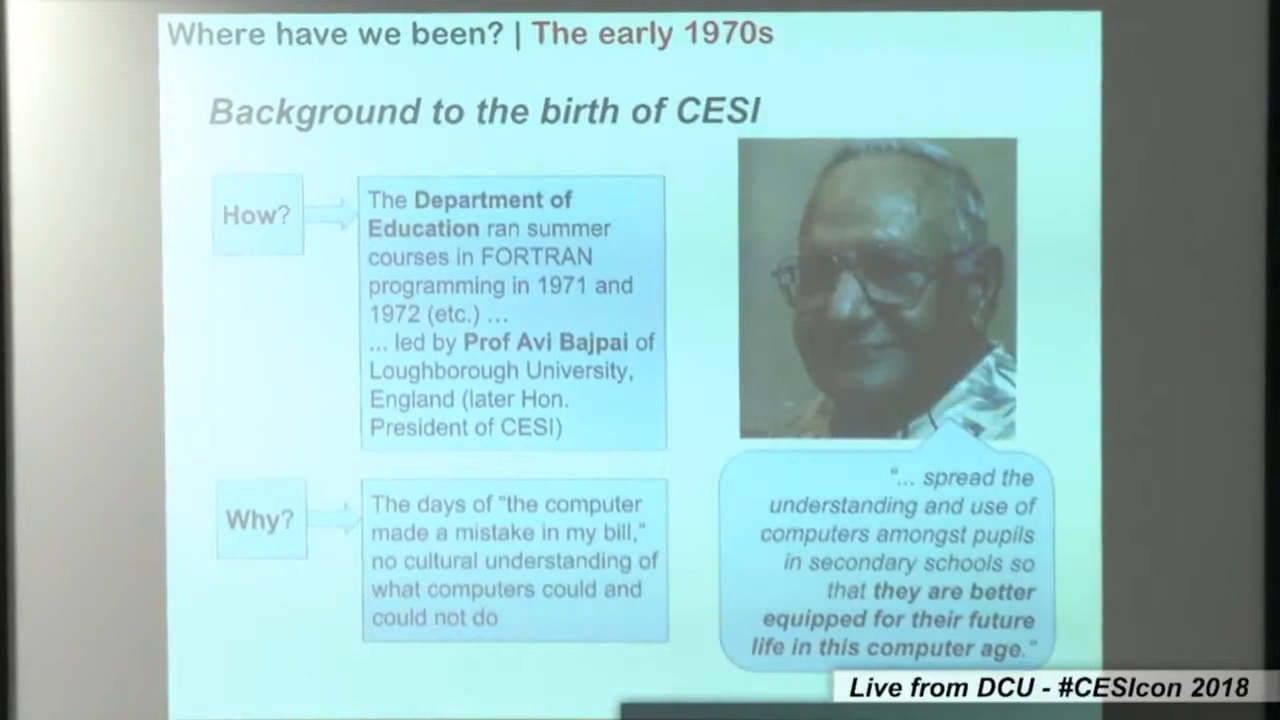 Where have we been? | The early 1970s
Background to the birth of CESI
How?
The Department of
Education ran summer
courses in FORTRAN
programming in 1971 and
1972 (etc.) ...
... led by Prof Avi Bajpai of
Loughborough University,
England (later Hon.
President of CESI)
Why?
The days of "the computer
made a mistake in my bill,"
no cultural understanding of
what computers could and
could not do
"... spread the
understanding and use of
computers amongst pupils
in secondary schools so
that they are better
equipped for their future
life in this computer age."
Live from DCU - #CESIcon 2018